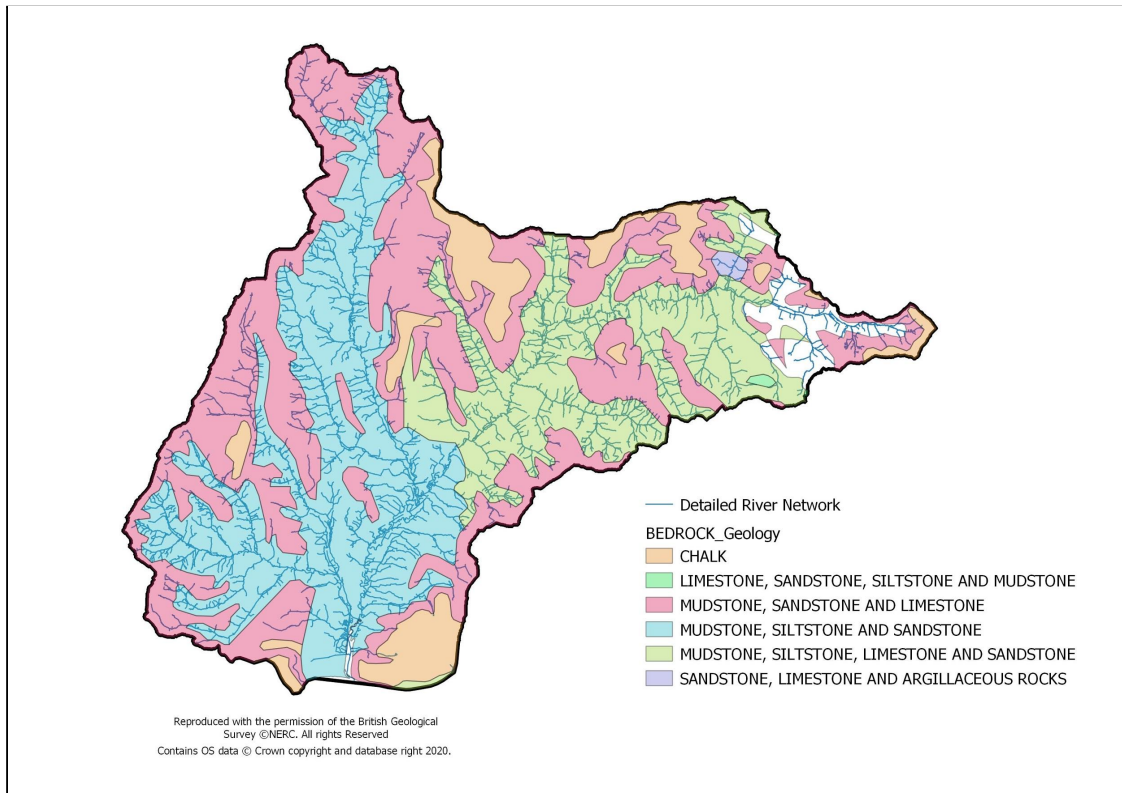 Detailed River Network
BEDROCK_Geology
CHALK
LIMESTONE, SANDSTONE, SILTSTONE AND MUDSTONE
MUDSTONE, SANDSTONE AND LIMESTONE
MUDSTONE, SILTSTONE AND SANDSTONE
MUDSTONE, SILTSTONE, LIMESTONE AND SANDSTONE
SANDSTONE, LIMESTONE AND ARGILLACEOUS ROCKS
Reproduced with the permission of the British Geological
Survey ©NERC. All rights Reserved
Contains OS data © Crown copyright and database right 2020.